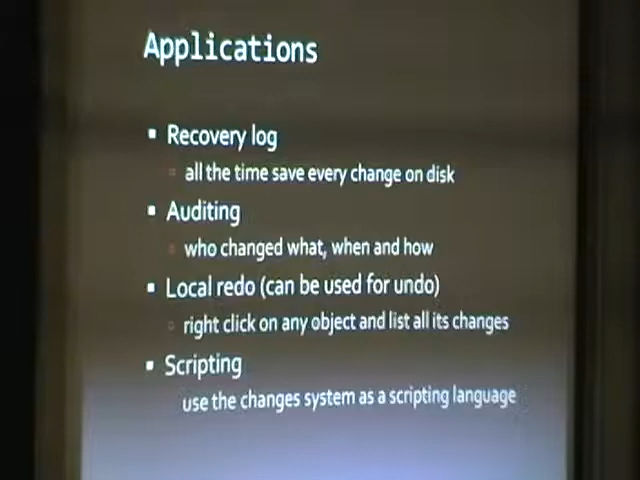 Applications
Recovery log
all the time save every change on disk
Auditing
who changed what, when and how
Local redo (can be used for undo)
right click on any object and list all its changes
Scripting
use the changes system as a scripting language